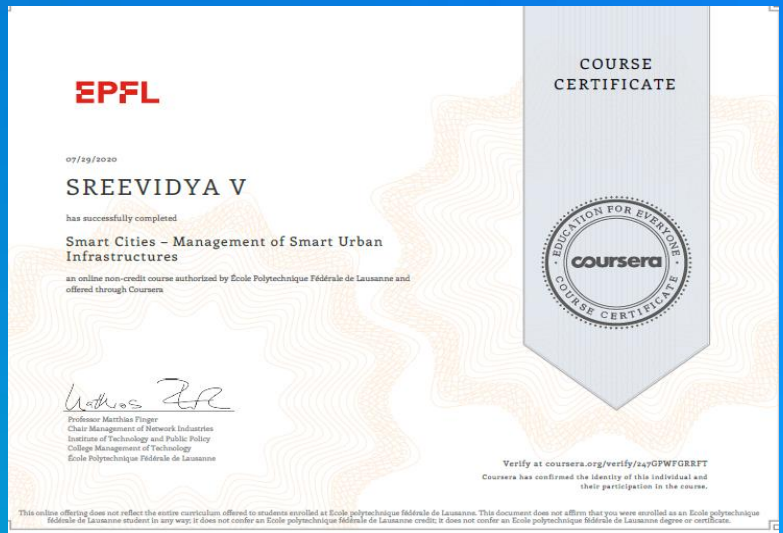 EPFL
COURSE
CERTIFICATE
07/29/2020
SREEVIDYA V
has successfully completed
Smart Cities – Management of Smart Urban
Infrastructures
an online non-credit course authorized by École Polytechnique Fédérale de Lausanne and
offered through Coursera
EDUCATION FOR EVERYONE
coursera
COURSE CERTIFICATE
Professor Matthias Finger
Chair Management of Network Industries
Institute of Technology and Public Policy
College Management of Technology
École Polytechnique Fédérale de Lausanne
Verify at coursera.org/verify/247GPWFGRRFT
Coursera has confirmed the identity of this individual and
their participation in the course.
This online offering does not reflect the entire curriculum offered to students enrolled at Ecole polytechnique fédérale de Lausanne. This document does not affirm that you were enrolled as an Ecole polytechnique
fédérale de Lausanne student in any way; it does not confer an Ecole polytechnique fédérale de Lausanne credit; it does not confer an Ecole polytechnique fédérale de Lausanne degree or certificate.